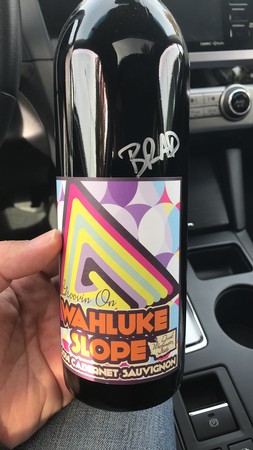 BRAD
Groovin' On
WAHLUKE
SLOPE
CABERNET SAUVIGNON